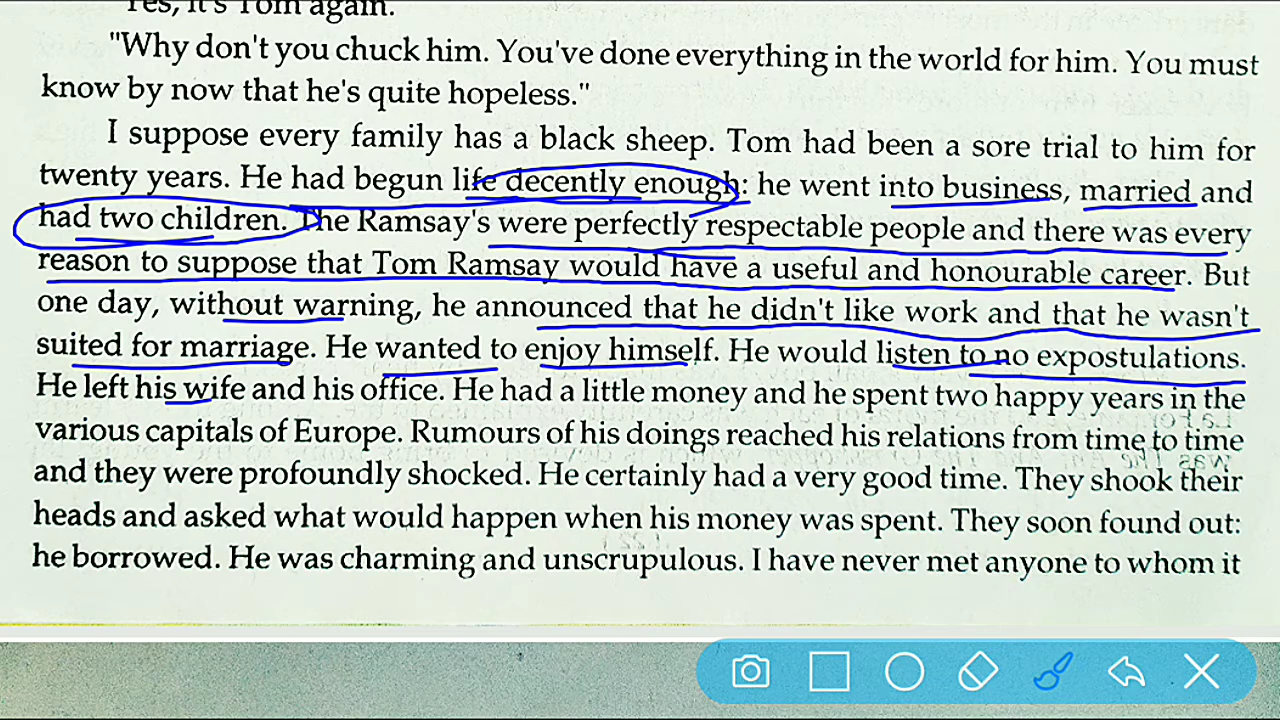 Yes, it's Tom again.
"Why don't you chuck him. You've done everything in the world for him. You must
know by now that he's quite hopeless."
I suppose every family has a black sheep. Tom had been a sore trial to him for
twenty years. He had begun life decently enough: he went into business, married and
had two children. The Ramsay's were perfectly respectable people and there was every
reason to suppose that Tom Ramsay would have a useful and honourable career. But
one day, without warning, he announced that he didn't like work and that he wasn't
suited for marriage. He wanted to enjoy himself. He would listen to no expostulations.
He left his wife and his office. He had a little money and he spent two happy years in the
various capitals of Europe. Rumours of his doings reached his relations from time to time
and they were profoundly shocked. He certainly had a very good time. They shook their
heads and asked what would happen when his money was spent. They soon found out:
he borrowed. He was charming and unscrupulous. I have never met anyone to whom it